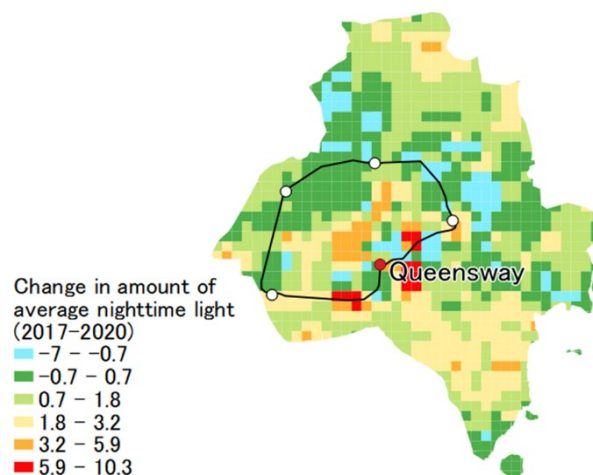 Queensway
Change in amount of
average nighttime light
(2017-2020)
-7 - -0.7
-0.7 - 0.7
0.7 - 1.8
1.8 - 3.2
3.2 - 5.9
5.9 - 10.3